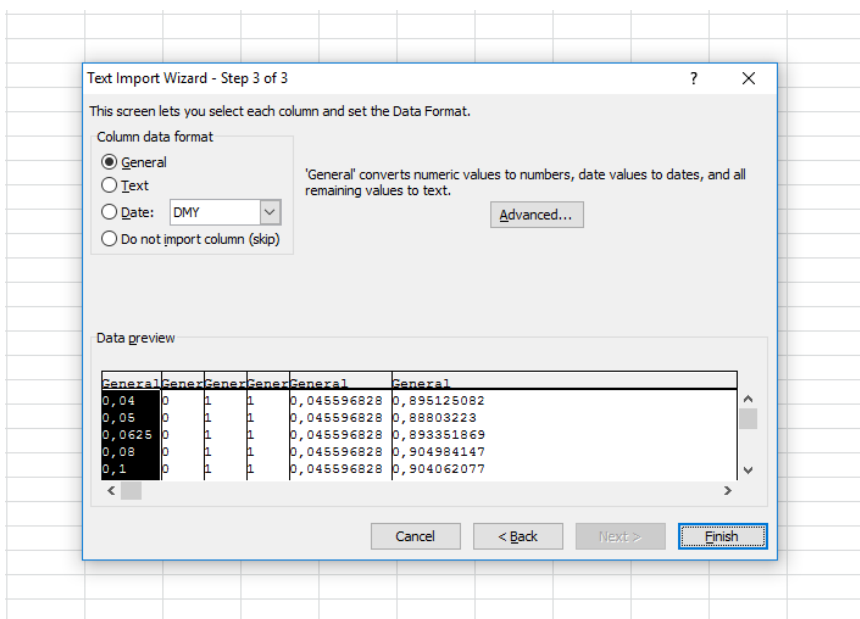 Text Import Wizard - Step 3 of 3 ? ×
This screen lets you select each column and set the Data Format.
Column data format
General
Text
Date: DMY
Do not import column (skip)
'General' converts numeric values to numbers, date values to dates, and all
remaining values to text.
Advanced...
Data preview
General Gener Gener Gener General General
0,04 0 1 1 0,045596828 0,895125082
0,05 0 1 1 0,045596828 0,88803223
0,0625 0 1 1 0,045596828 0,893351869
0,08 0 1 1 0,045596828 0,904984147
0,1 0 1 1 0,045596828 0,904062077
Cancel < Back Next > Finish